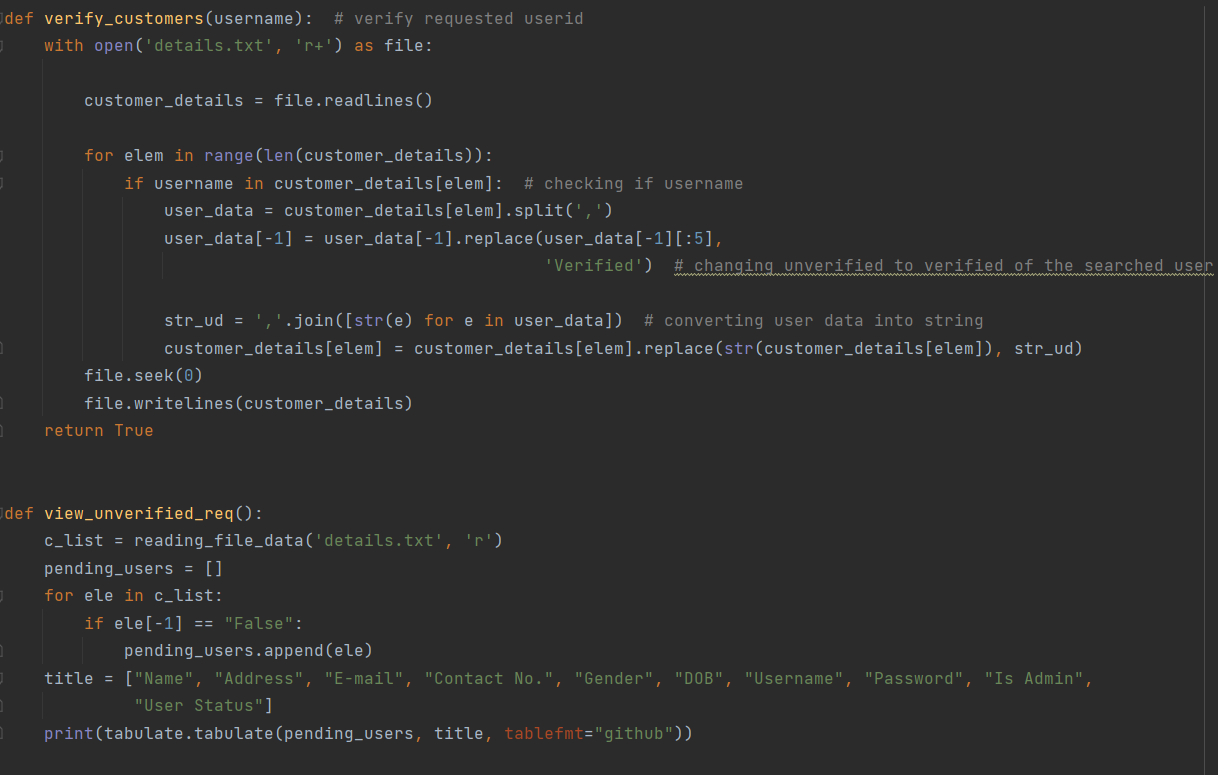 def verify_customers(username):  # verify requested userid
    with open('details.txt', 'r+') as file:

        customer_details = file.readlines()

        for elem in range(len(customer_details)):
            if username in customer_details[elem]:  # checking if username
                user_data = customer_details[elem].split(',')
                user_data[-1] = user_data[-1].replace(user_data[-1][:5],
                                                      'Verified')  # changing unverified to verified of the searched user

                str_ud = ','.join([str(e) for e in user_data])  # converting user data into string
                customer_details[elem] = customer_details[elem].replace(str(customer_details[elem]), str_ud)
        file.seek(0)
        file.writelines(customer_details)
    return True


def view_unverified_req():
    c_list = reading_file_data('details.txt', 'r')
    pending_users = []
    for ele in c_list:
        if ele[-1] == "False":
            pending_users.append(ele)
    title = ["Name", "Address", "E-mail", "Contact No.", "Gender", "DOB", "Username", "Password", "Is Admin",
             "User Status"]
    print(tabulate.tabulate(pending_users, title, tablefmt="github"))